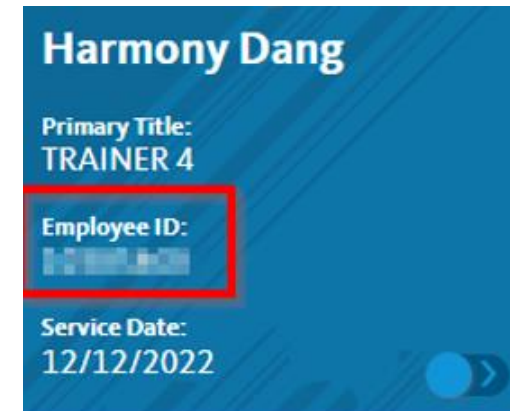 Harmony Dang
Primary Title:
TRAINER 4
Employee ID:
Service Date:
12/12/2022